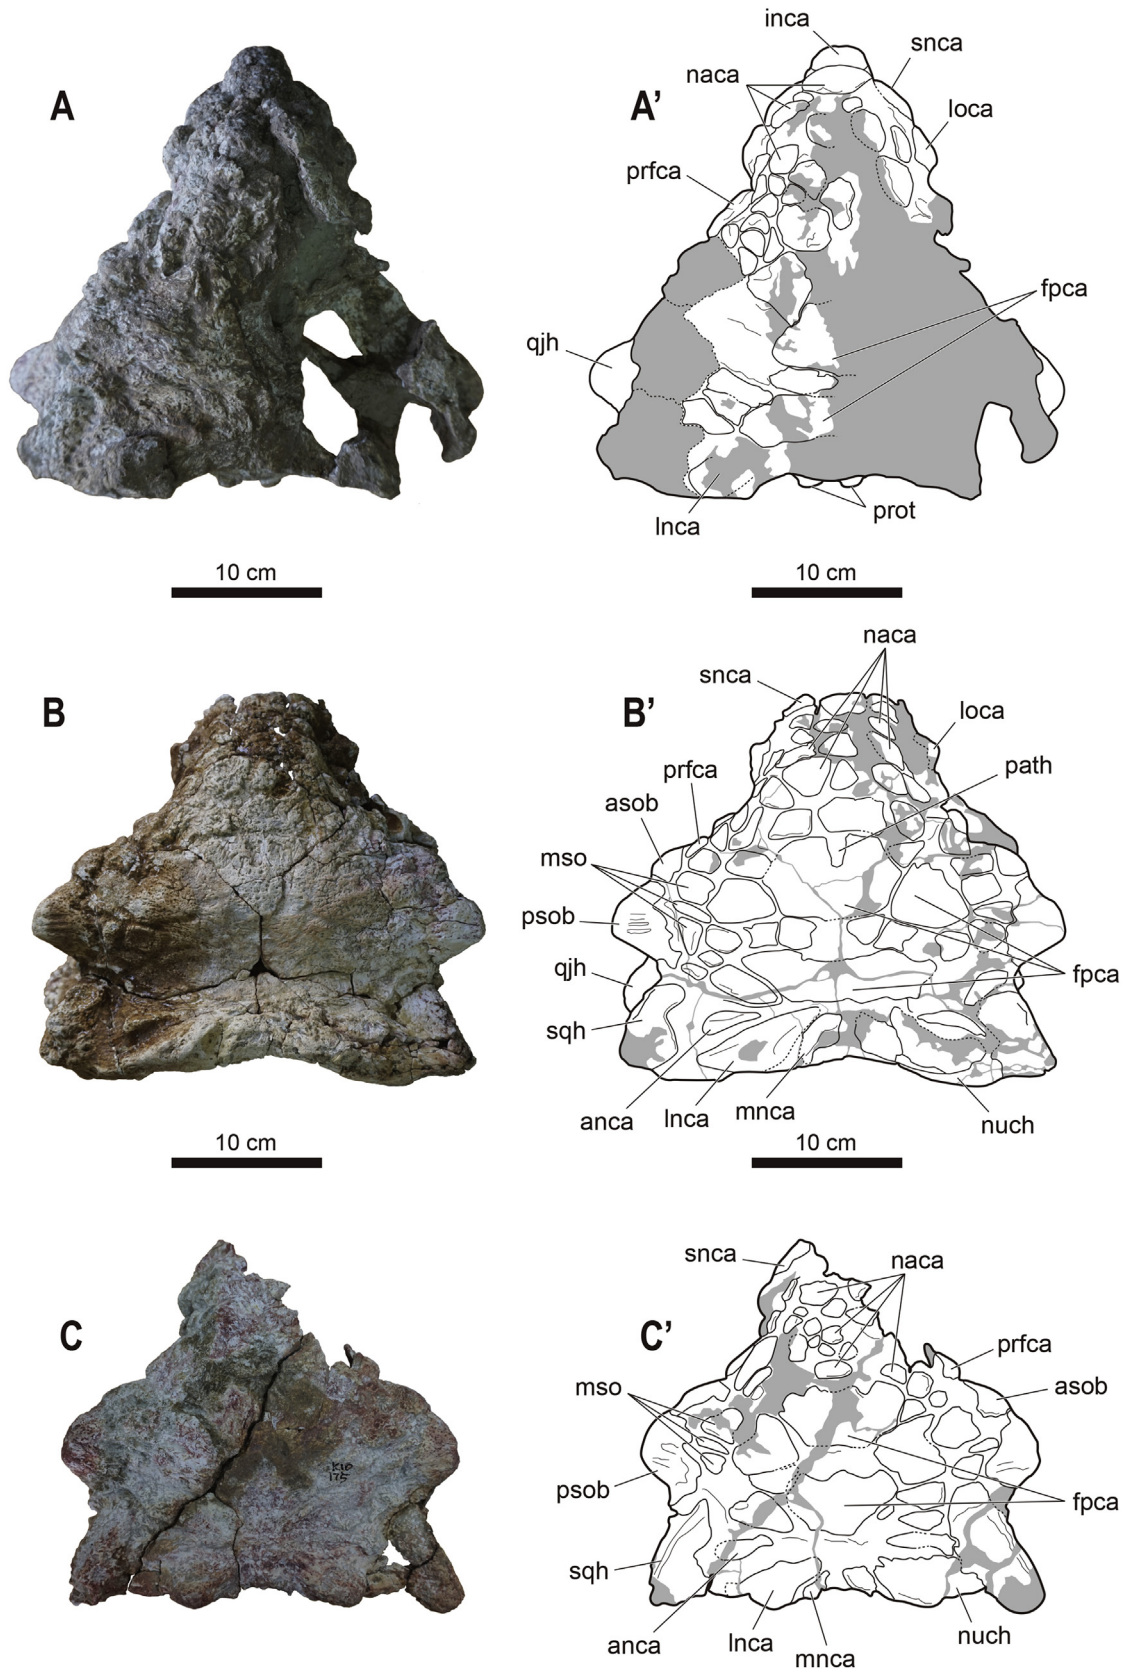 A
A’
inca
snca
naca
loca
prfca
fpca
qjh
lnca
prot
10 cm
10 cm
B
B’
naca
snca
loca
path
prfca
asob
mso
psob
qjh
fpca
sqh
anca
lnca
mnca
nuch
10 cm
10 cm
C
C’
snca
naca
prfca
mso
asob
psob
fpca
sqh
anca
lnca
mnca
nuch
K10
175